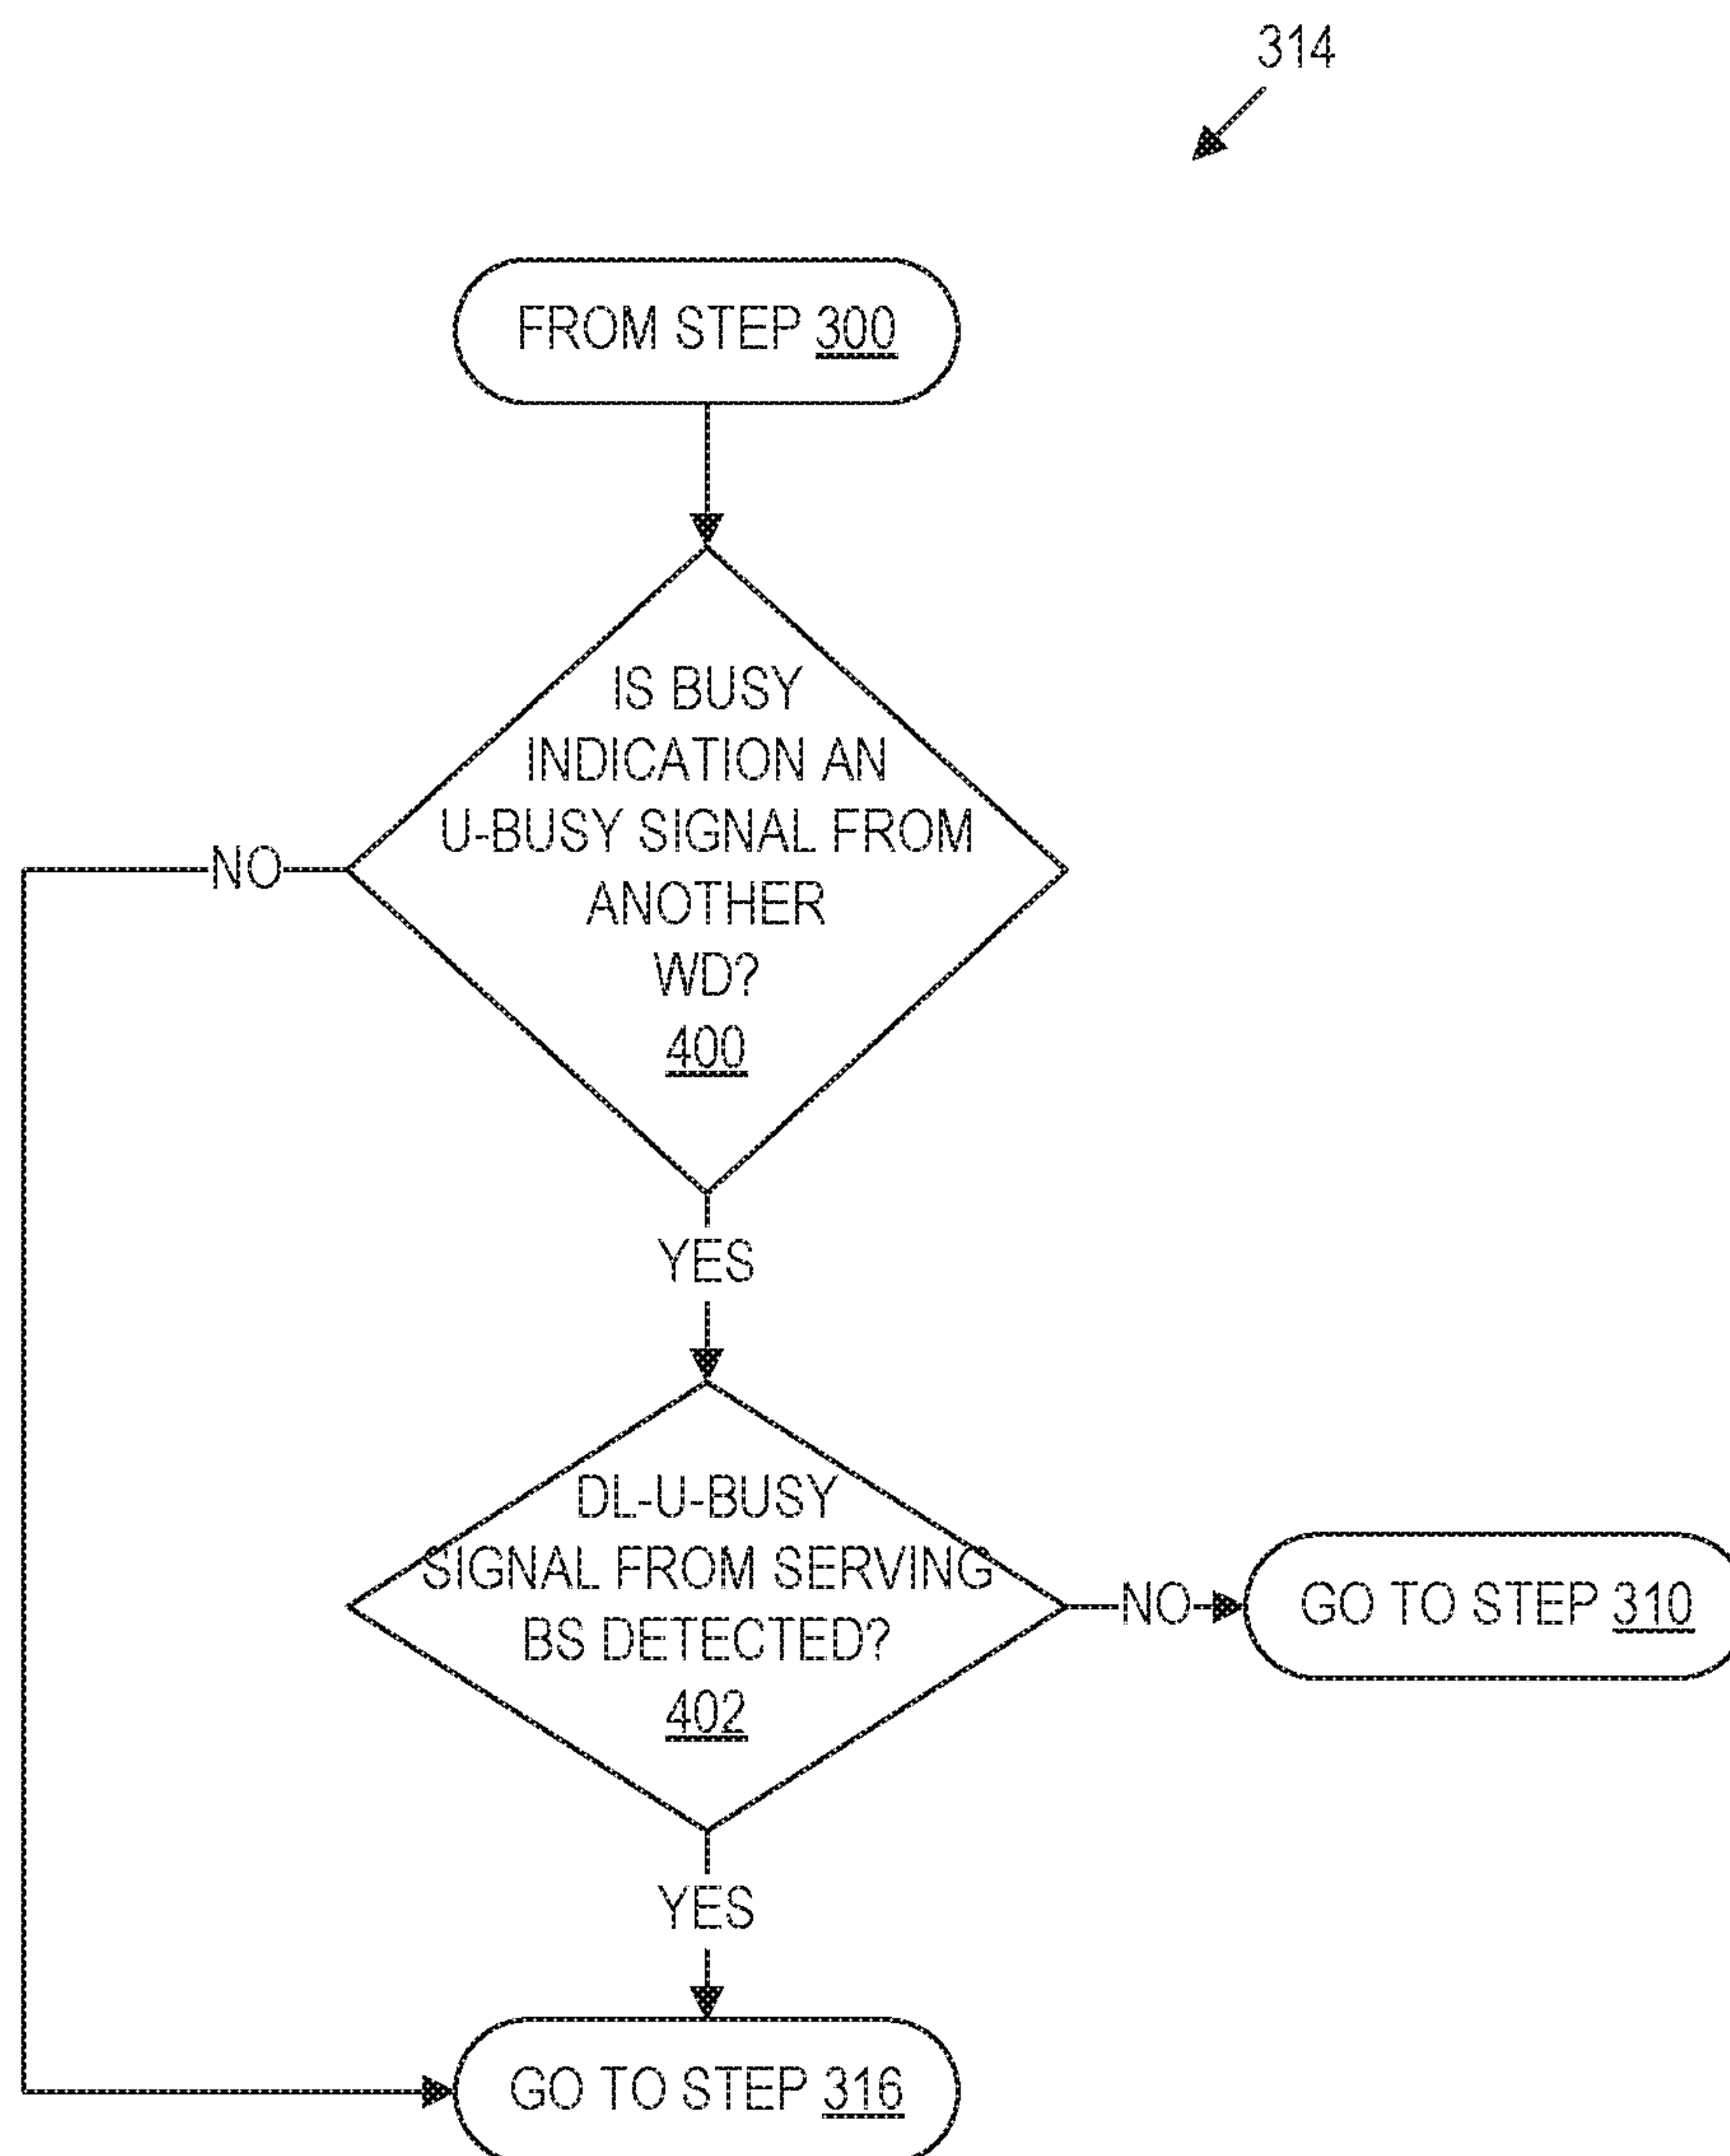 314
FROM STEP 300
IS BUSY
INDICATION AN
U-BUSY SIGNAL FROM
ANOTHER
WD?
400
NO
YES
DL-U-BUSY
SIGNAL FROM SERVING
BS DETECTED?
402
NO
GO TO STEP 310
YES
GO TO STEP 316